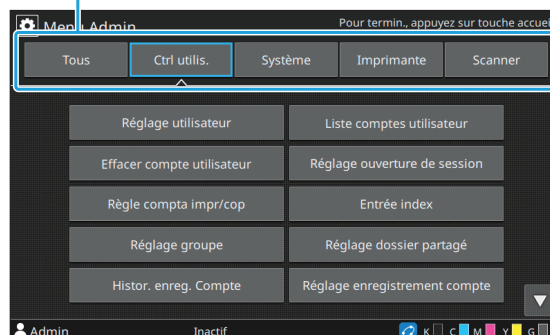 Menu Admin
Pour termin., appuyez sur touche accuei
Tous
Ctrl utilis.
Système
Imprimante
Scanner
Réglage utilisateur
Liste comptes utilisateur
Effacer compte utilisateur
Réglage ouverture de session
Règle compta impr/cop
Entrée index
Réglage groupe
Réglage dossier partagé
Histor. enreg. Compte
Réglage enregistrement compte
Admin
Inactif
K C M Y G